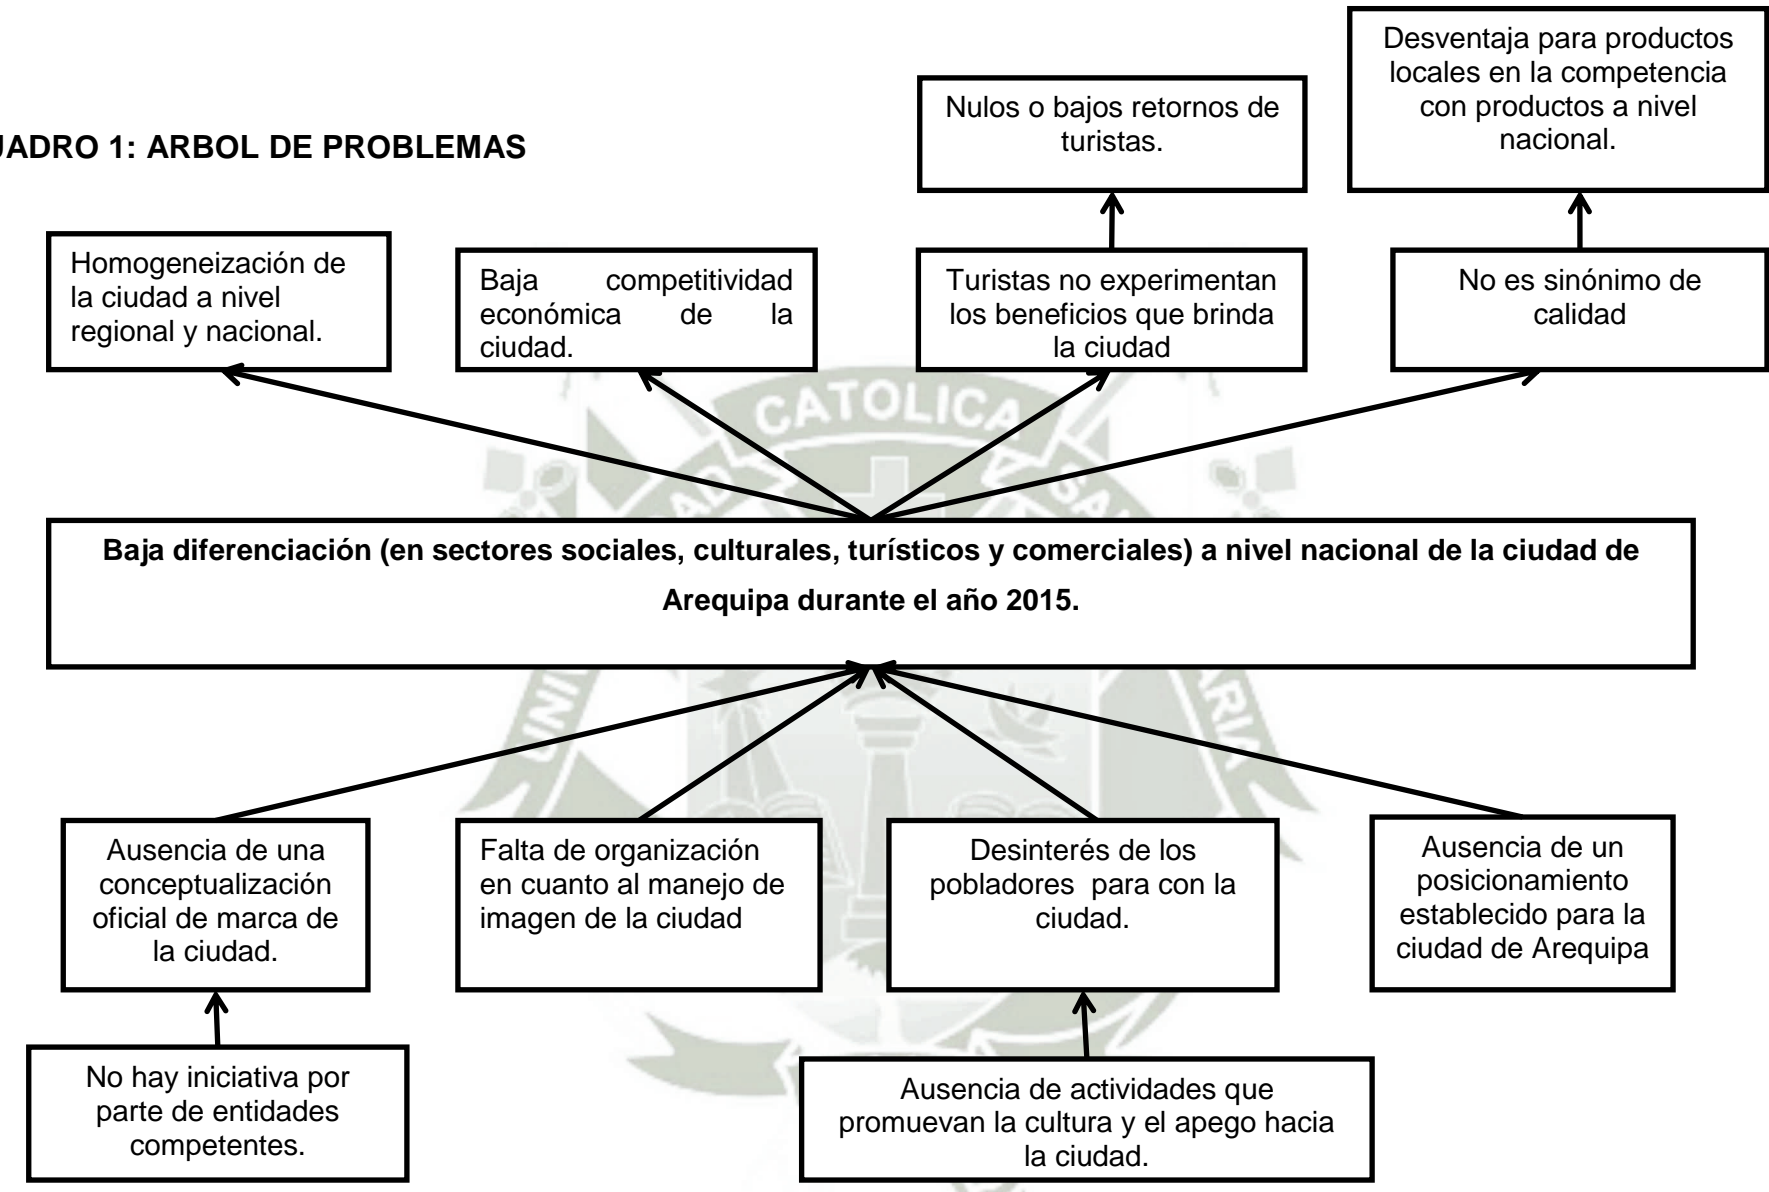 UADRO 1: ARBOL DE PROBLEMAS
Desventaja para productos
locales en la competencia
con productos a nivel
nacional.
Nulos o bajos retornos de
turistas.
Homogeneización de
la ciudad a nivel
regional y nacional.
Baja competitividad
económica de la
ciudad.
Turistas no experimentan
los beneficios que brinda
la ciudad
No es sinónimo de
calidad
CATOLICA
Baja diferenciación (en sectores sociales, culturales, turísticos y comerciales) a nivel nacional de la ciudad de
Arequipa durante el año 2015.
Ausencia de una
conceptualización
oficial de marca de
la ciudad.
Falta de organización
en cuanto al manejo de
imagen de la ciudad
Desinterés de los
pobladores  para con la
ciudad.
Ausencia de un
posicionamiento
establecido para la
ciudad de Arequipa
No hay iniciativa por
parte de entidades
competentes.
Ausencia de actividades que
promuevan la cultura y el apego hacia
la ciudad.